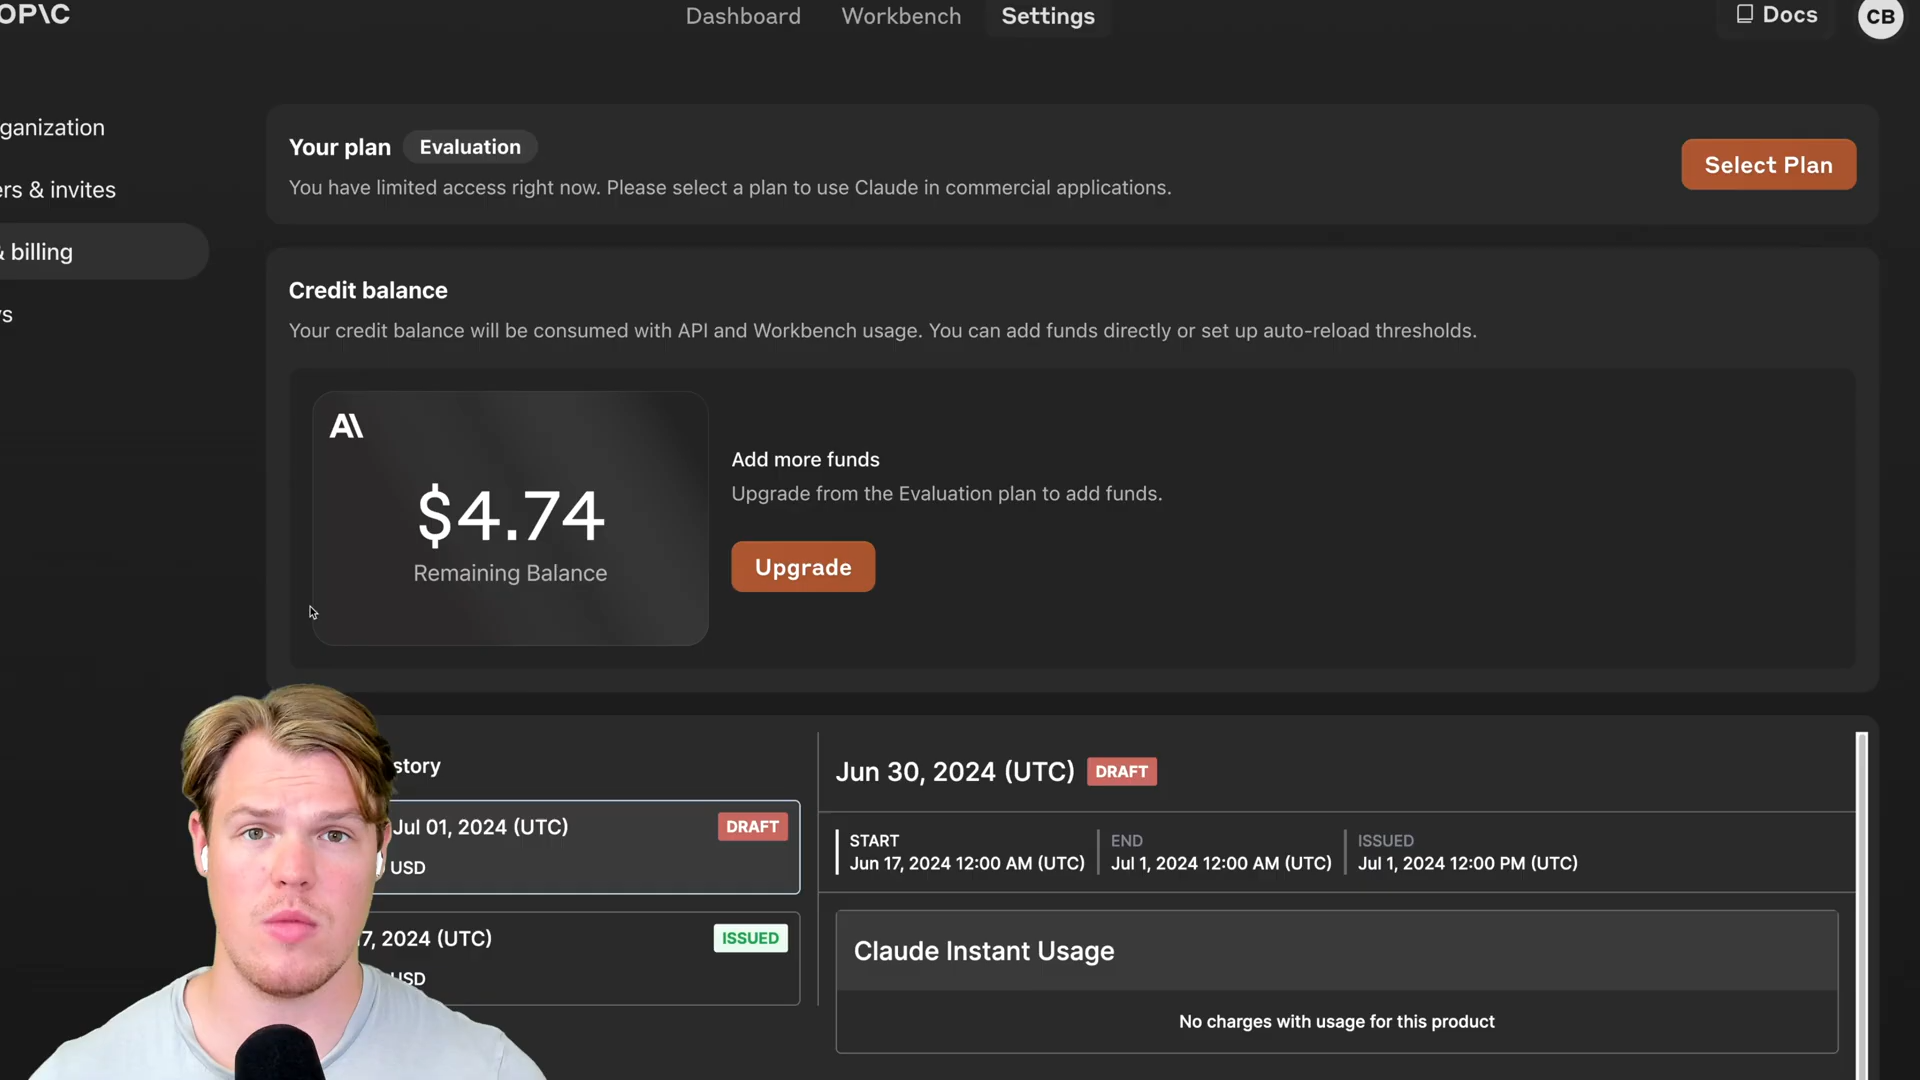 OP\C
Dashboard
Workbench
Settings
Docs
CB
ganization
rs & invites
& billing
s
Your plan
Evaluation
You have limited access right now. Please select a plan to use Claude in commercial applications.
Select Plan
Credit balance
Your credit balance will be consumed with API and Workbench usage. You can add funds directly or set up auto-reload thresholds.
A\
$4.74
Remaining Balance
Add more funds
Upgrade from the Evaluation plan to add funds.
Upgrade
story
Jul 01, 2024 (UTC)
DRAFT
USD
17, 2024 (UTC)
ISSUED
USD
Jun 30, 2024 (UTC)
DRAFT
START
Jun 17, 2024 12:00 AM (UTC)
END
Jul 1, 2024 12:00 AM (UTC)
ISSUED
Jul 1, 2024 12:00 PM (UTC)
Claude Instant Usage
No charges with usage for this product